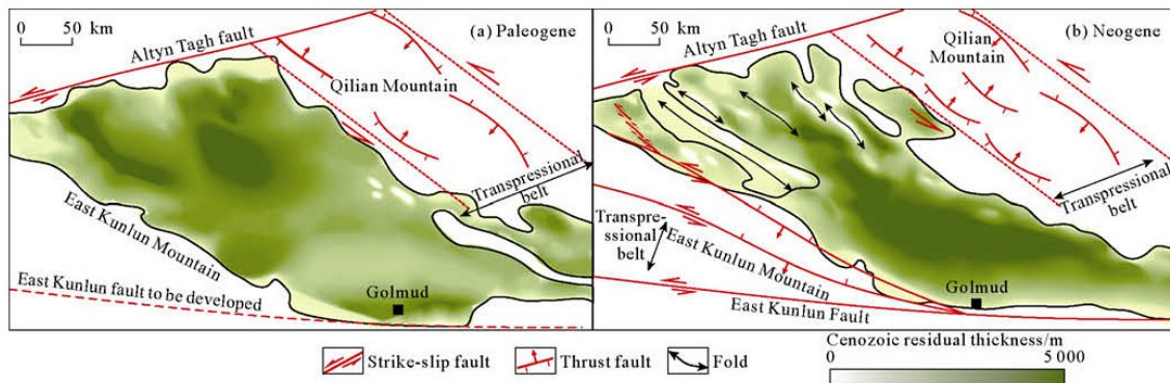 0 50 km
Altyn Tagh fault
(a) Paleogene
Qilian Mountain
Transpressional
belt
East Kunlun
Mountain
East Kunlun fault to be developed
Golmud
0 50 km
Altyn Tagh fault
(b) Neogene
Qilian
Mountain
Transpressional
belt
Transpre-
ssional
belt
East Kunlun
Mountain
East Kunlun Fault
Golmud
Strike-slip fault
Thrust fault
Fold
Cenozoic residual thickness/m
0 5 000